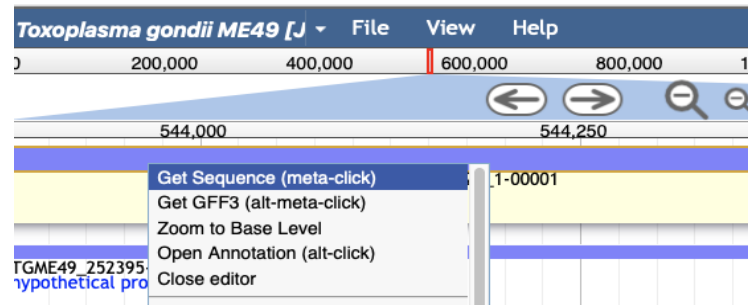 Toxoplasma gondii ME49 [J File View Help
0 200,000 400,000 600,000 800,000 1
544,000 544,250
Get Sequence (meta-click) _1-00001
Get GFF3 (alt-meta-click)
Zoom to Base Level
Open Annotation (alt-click)
TGME49_252395-
hypothetical pro
Close editor